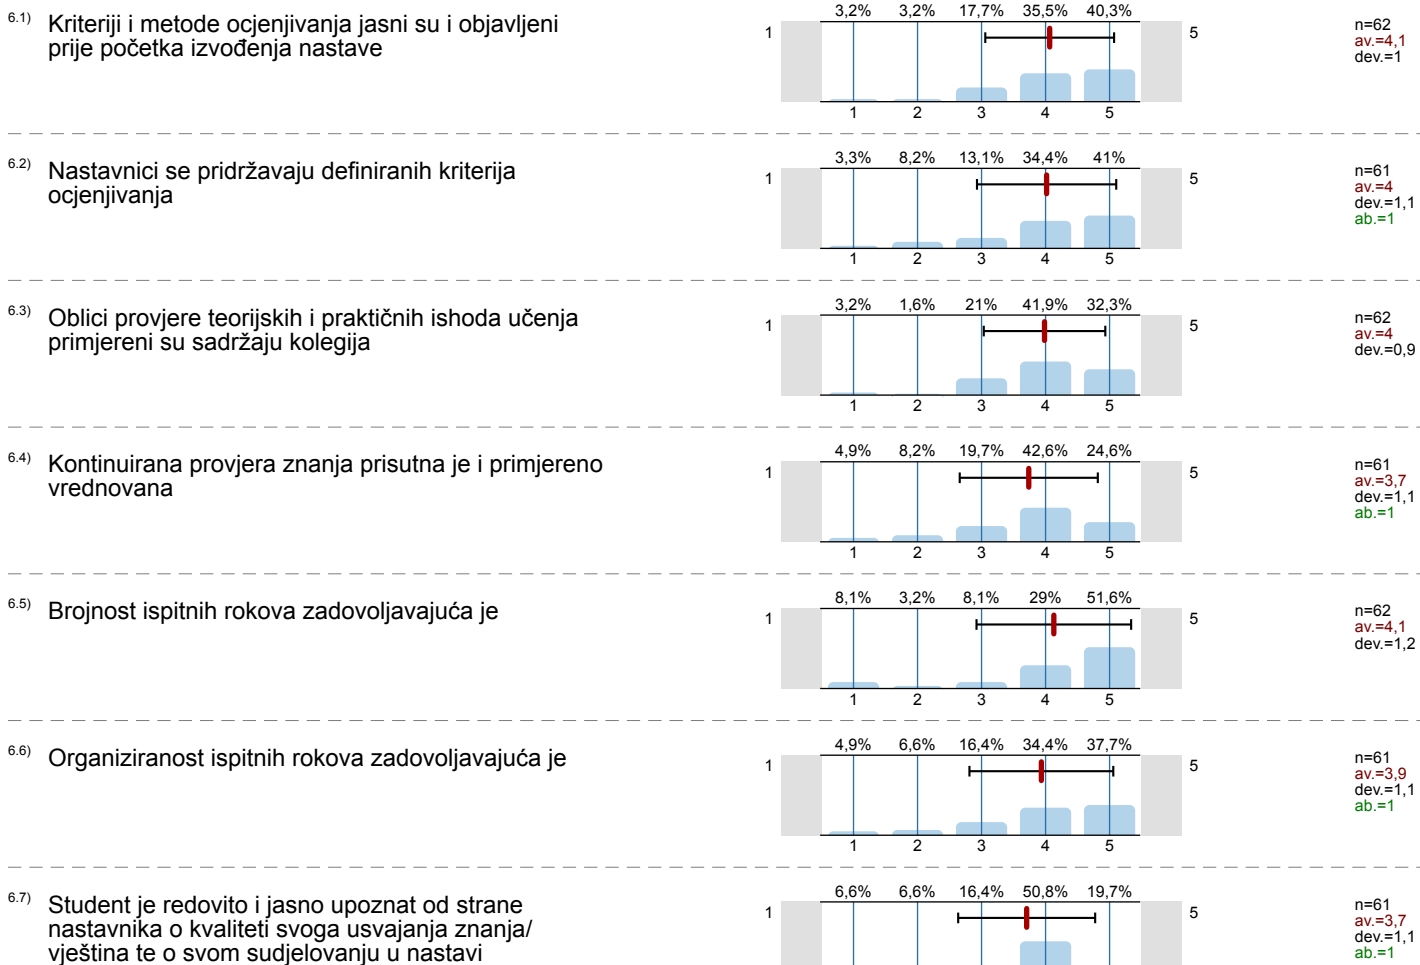 6.1) Kriteriji i metode ocjenjivanja jasni su i objavljeni
prije početka izvođenja nastave
3,2% 3,2% 17,7% 35,5% 40,3%
1 5
1 2 3 4 5
n=62
av.=4,1
dev.=1
6.2) Nastavnici se pridržavaju definiranih kriterija
ocjenjivanja
3,3% 8,2% 13,1% 34,4% 41%
1 5
1 2 3 4 5
n=61
av.=4
dev.=1,1
ab.=1
6.3) Oblici provjere teorijskih i praktičnih ishoda učenja
primjereni su sadržaju kolegija
3,2% 1,6% 21% 41,9% 32,3%
1 5
1 2 3 4 5
n=62
av.=4
dev.=0,9
6.4) Kontinuirana provjera znanja prisutna je i primjereno
vrednovana
4,9% 8,2% 19,7% 42,6% 24,6%
1 5
1 2 3 4 5
n=61
av.=3,7
dev.=1,1
ab.=1
6.5) Brojnost ispitnih rokova zadovoljavajuća je
8,1% 3,2% 8,1% 29% 51,6%
1 5
1 2 3 4 5
n=62
av.=4,1
dev.=1,2
6.6) Organiziranost ispitnih rokova zadovoljavajuća je
4,9% 6,6% 16,4% 34,4% 37,7%
1 5
1 2 3 4 5
n=61
av.=3,9
dev.=1,1
ab.=1
6.7) Student je redovito i jasno upoznat od strane
nastavnika o kvaliteti svoga usvajanja znanja/
vještina te o svom sudjelovanju u nastavi
6,6% 6,6% 16,4% 50,8% 19,7%
1 5
n=61
av.=3,7
dev.=1,1
ab.=1